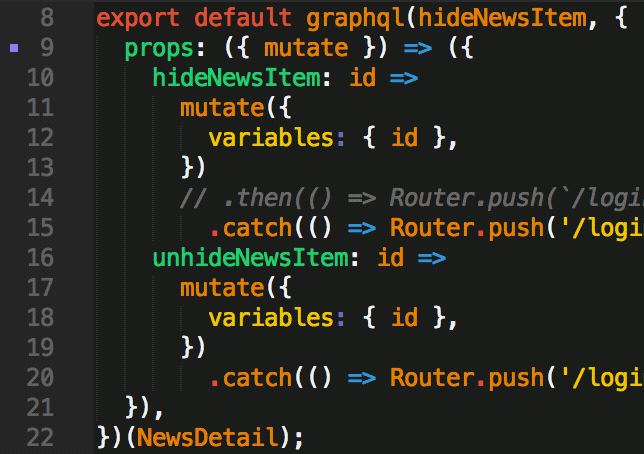 8 export default graphql(hideNewsItem, {
9 props: ({ mutate }) => ({
10 hideNewsItem: id =>
11 mutate({
12 variables: { id },
13 })
14 // .then(() => Router.push(`/login
15 .catch(() => Router.push('/logi
16 unhideNewsItem: id =>
17 mutate({
18 variables: { id },
19 })
20 .catch(() => Router.push('/logi
21 }),
22 })(NewsDetail);